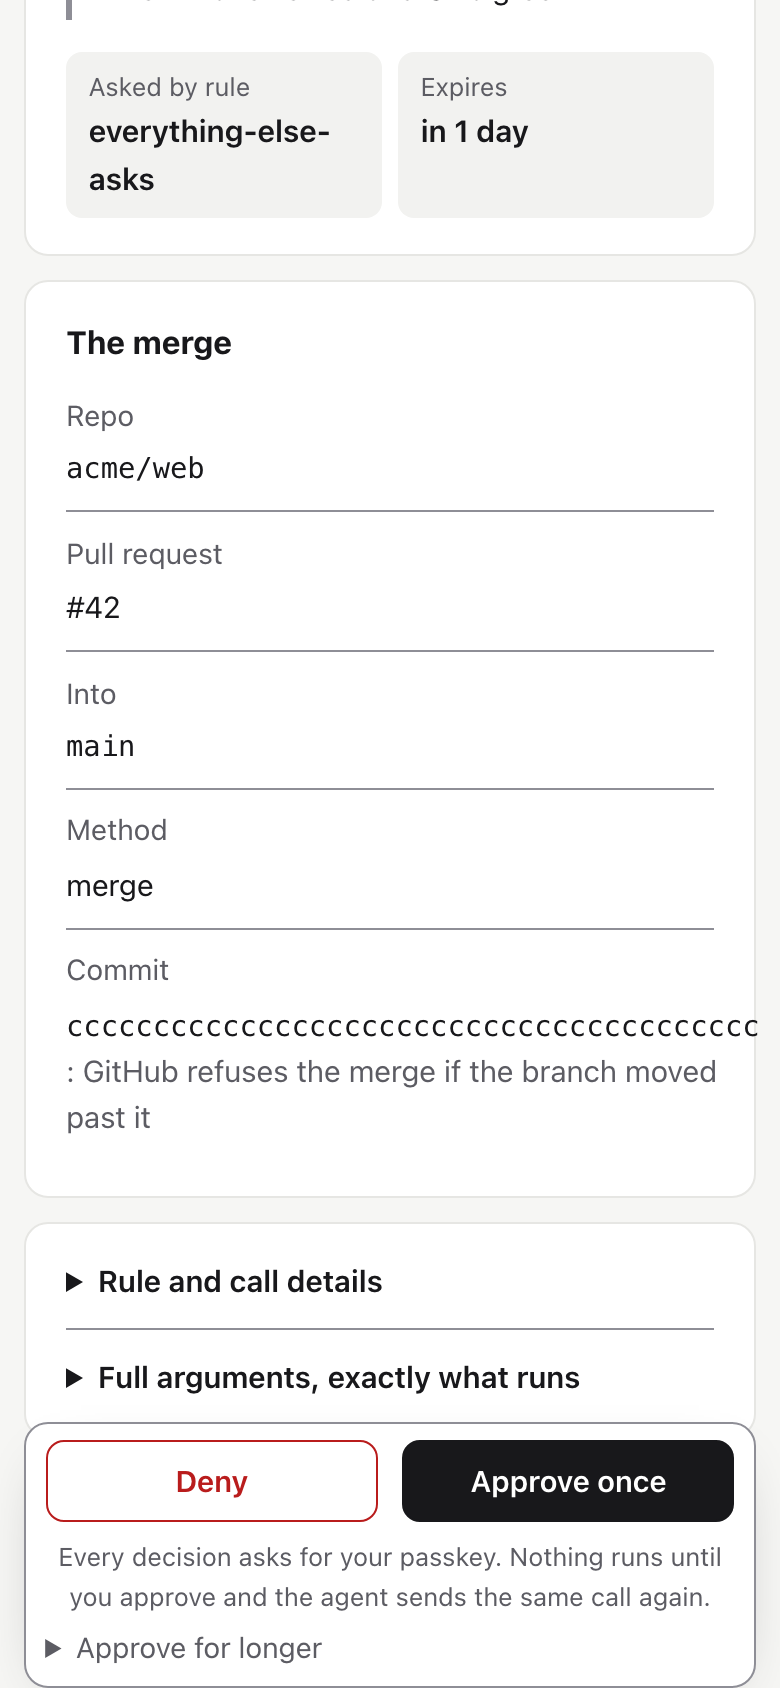 Asked by rule
everything-else-
asks
Expires
in 1 day
The merge
Repo
acme/web
Pull request
#42
Into
main
Method
merge
Commit
cccccccccccccccccccccccccccccccccccccccc
: GitHub refuses the merge if the branch moved
past it
▶ Rule and call details
▶ Full arguments, exactly what runs
Deny
Approve once
Every decision asks for your passkey. Nothing runs until
you approve and the agent sends the same call again.
▶ Approve for longer